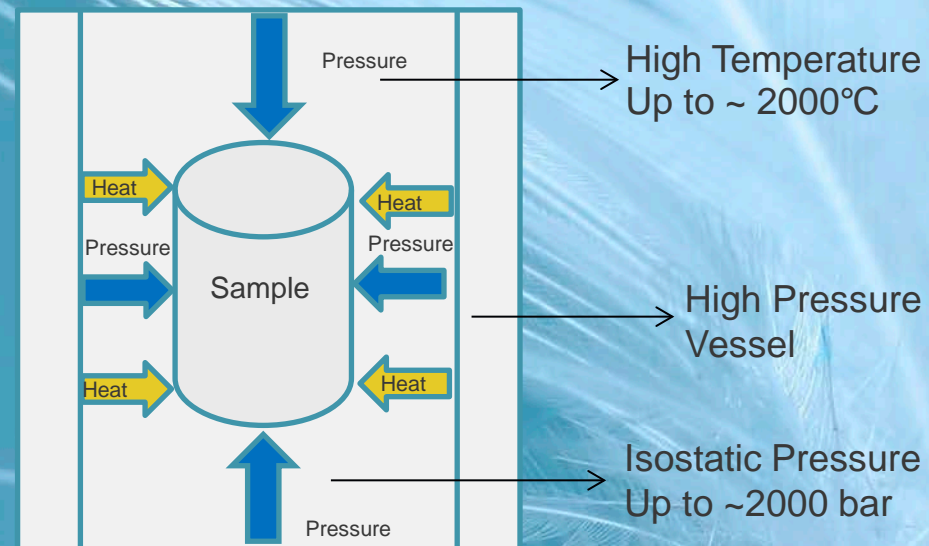 Pressure
High Temperature
Up to ~ 2000°C
Heat
Heat
Pressure
Pressure
Sample
High Pressure
Vessel
Heat
Heat
Isostatic Pressure
Up to ~2000 bar
Pressure